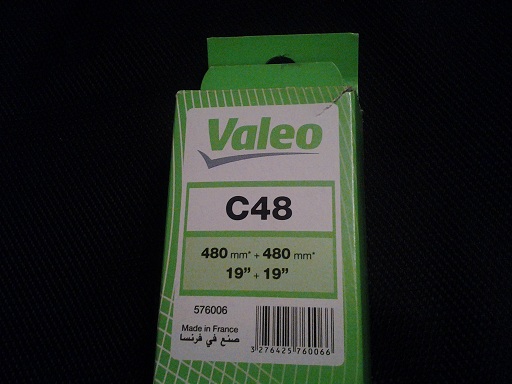 Valeo
C48
480 mm* + 480 mm*
19" + 19"
576006
Made in France
صنع في فرنسا
3 276425 760066